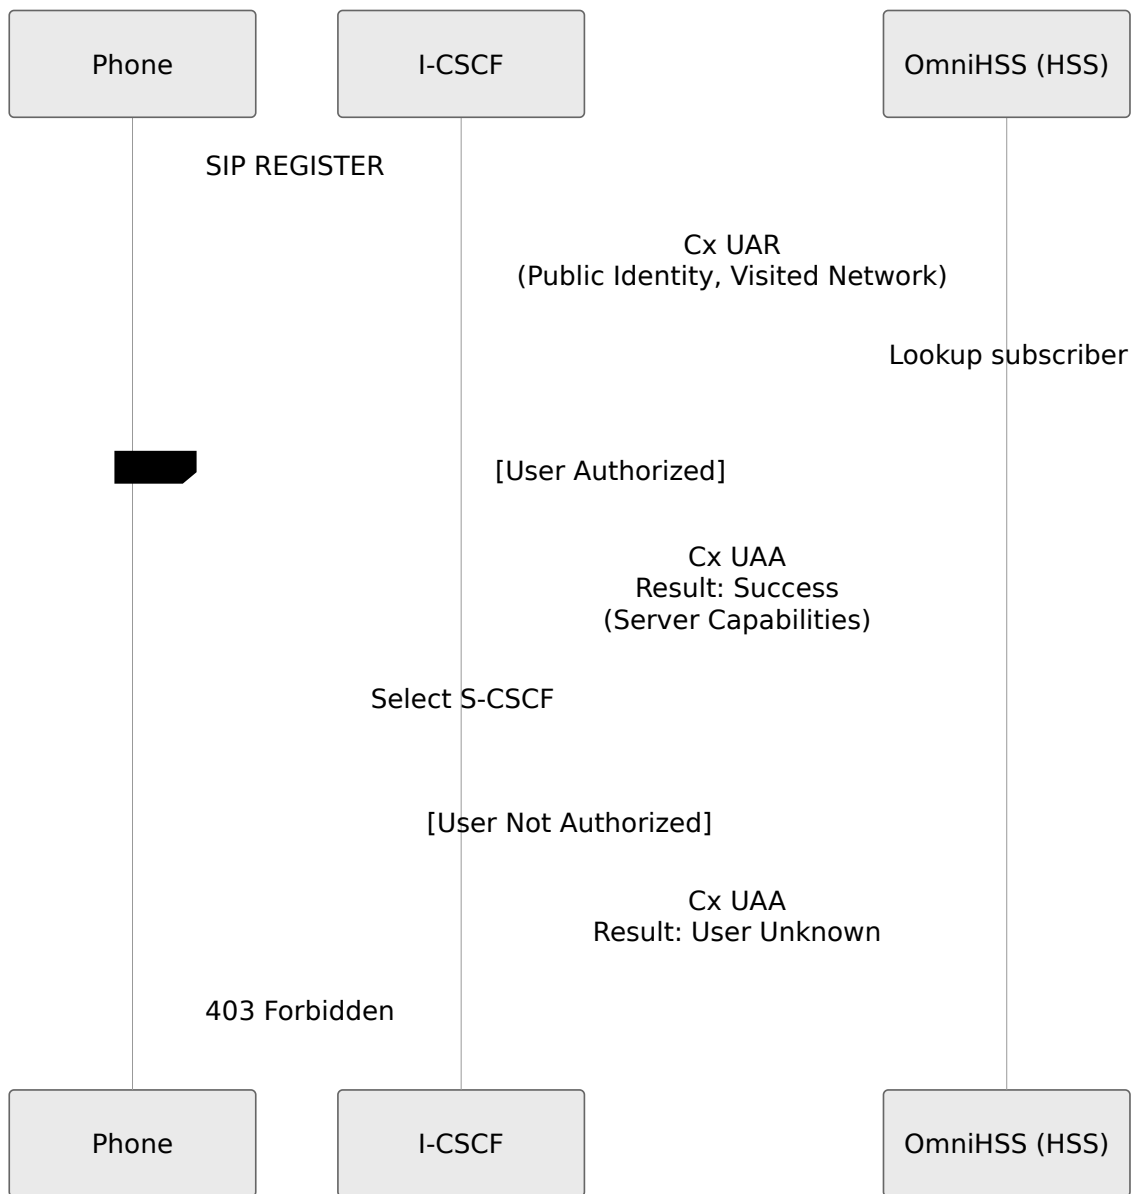 Phone
I-CSCF
OmniHSS (HSS)
SIP REGISTER
Cx UAR
(Public Identity, Visited Network)
Lookup subscriber
[User Authorized]
Cx UAA
Result: Success
(Server Capabilities)
Select S-CSCF
[User Not Authorized]
Cx UAA
Result: User Unknown
403 Forbidden
Phone
I-CSCF
OmniHSS (HSS)